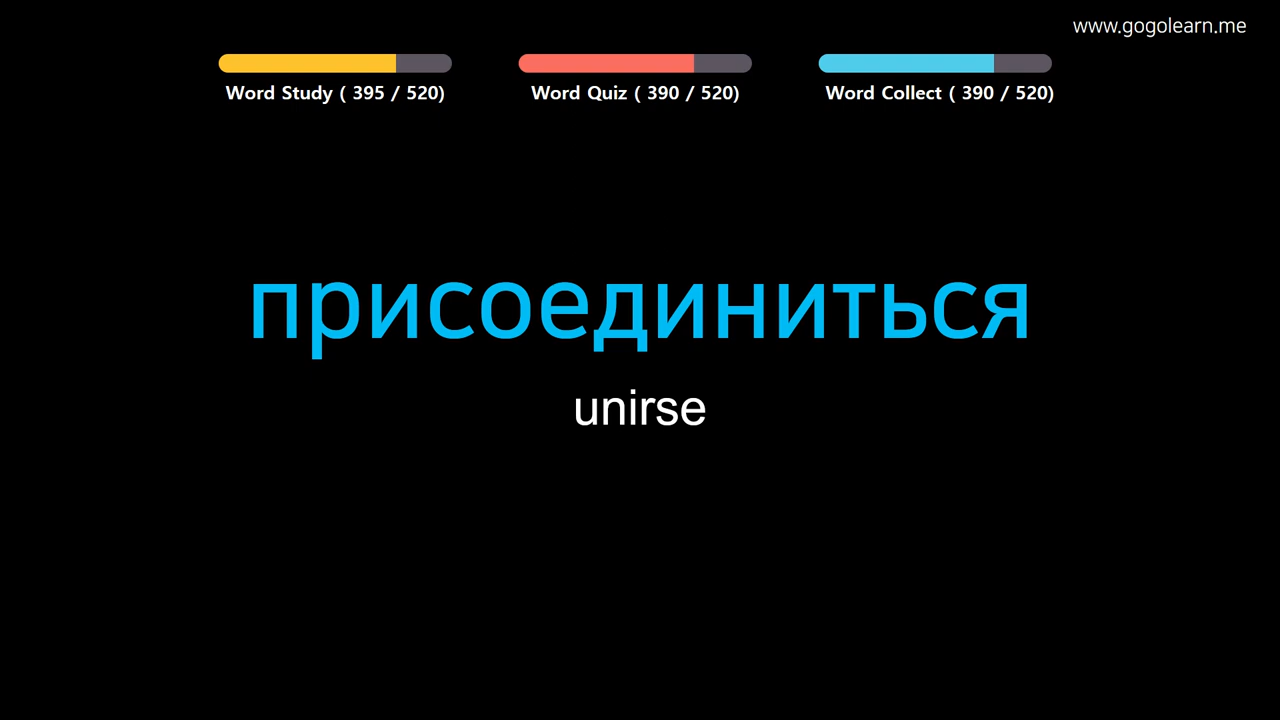 www.gogolearn.me
Word Study ( 395 / 520)
Word Quiz ( 390 / 520)
Word Collect ( 390 / 520)
присоединиться
unirse